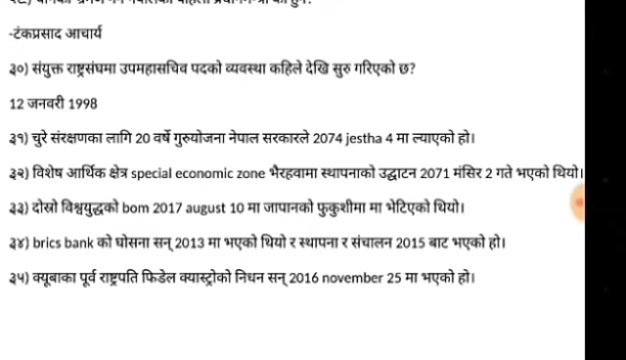 -टंकप्रसाद आचार्य
३०) संयुक्त राष्ट्रसंघमा उपमहासचिव पदको व्यवस्था कहिले देखि सुरु गरिएको छ?
12 जनवरी 1998
३१) चुरे संरक्षणका लागि 20 वर्षे गुरुयोजना नेपाल सरकारले 2074 jestha 4 मा ल्याएको हो।
३२) विशेष आर्थिक क्षेत्र special economic zone भैरहवामा स्थापनाको उद्घाटन 2071 मंसिर 2 गते भएको थियो।
३३) दोस्रो विश्वयुद्धको bom 2017 august 10 मा जापानको फुकुशीमा मा भेटिएको थियो।
३४) brics bank को घोसना सन् 2013 मा भएको थियो र स्थापना र संचालन 2015 बाट भएको हो।
३५) क्यूबाका पूर्व राष्ट्रपति फिडेल क्यास्ट्रोको निधन सन् 2016 november 25 मा भएको हो।